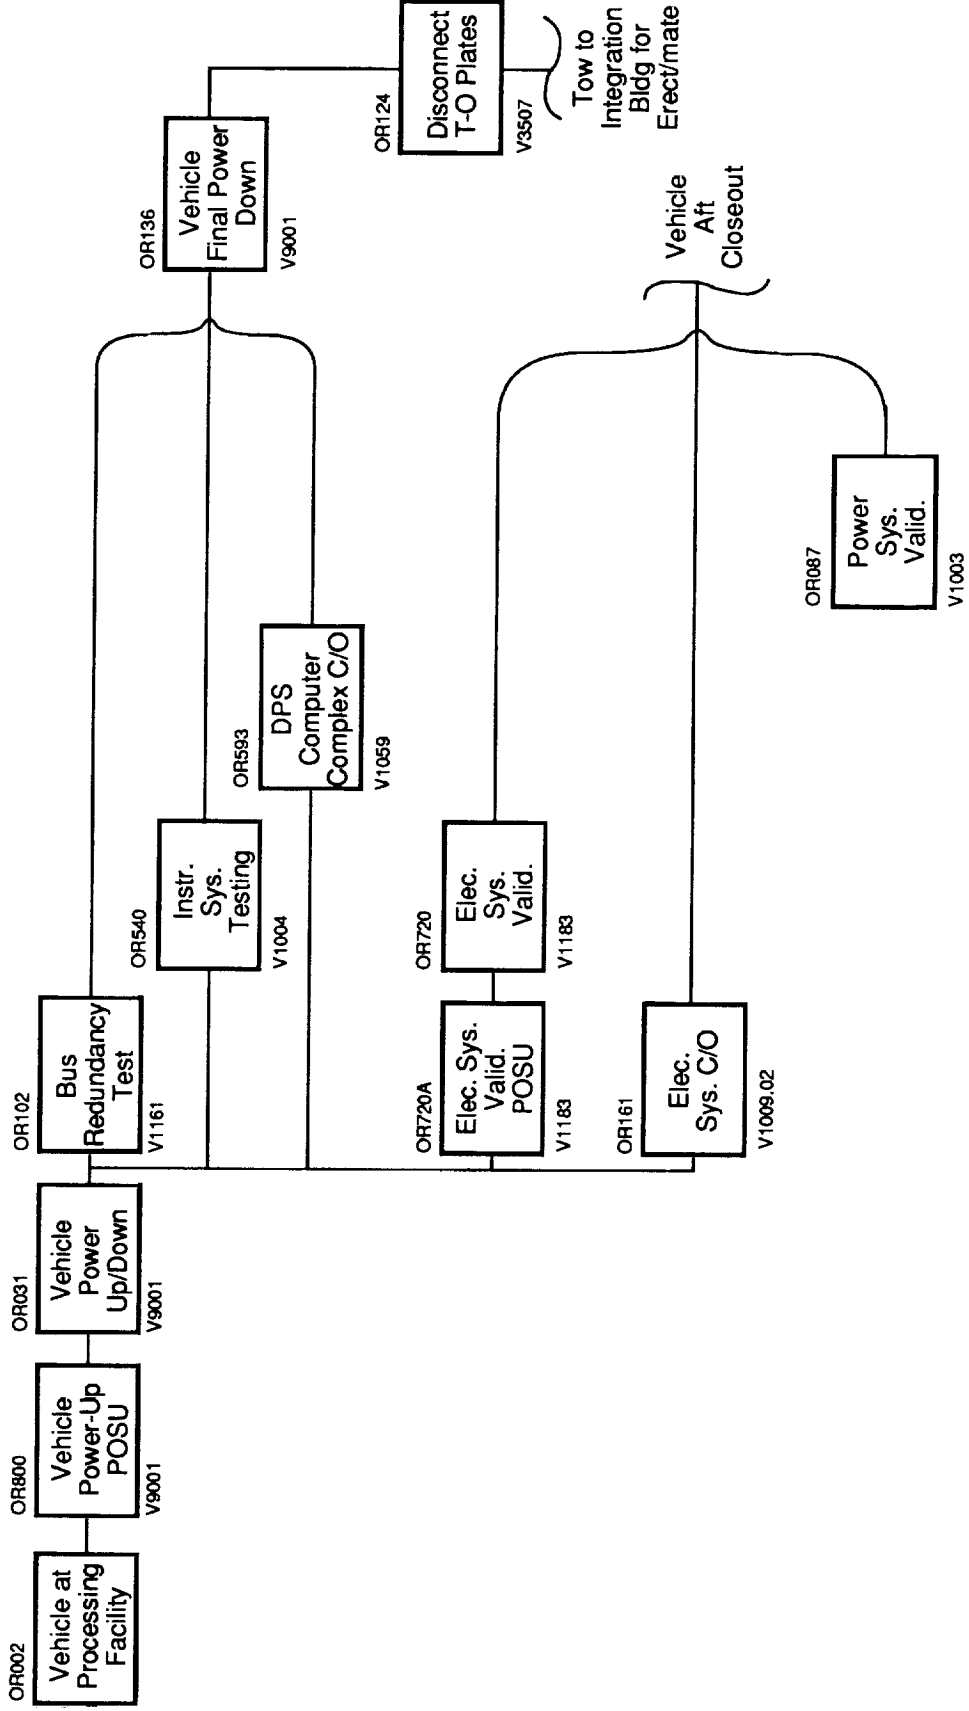 OR002
Vehicle at
Processing
Facility
OR800
Vehicle
Power-Up
POSU
V9001
OR031
Vehicle
Power
Up/Down
V9001
OR102
Bus
Redundancy
Test
V1161
OR540
Instr.
Sys.
Testing
V1004
OR593
DPS
Computer
Complex C/O
V1059
OR136
Vehicle
Final Power
Down
V9001
OR124
Disconnect
T-O Plates
V3507
Tow to
Integration
Bldg for
Erect/mate
OR720A
Elec. Sys.
Valid.
POSU
V1183
OR720
Elec.
Sys.
Valid.
V1183
OR161
Elec.
Sys. C/O
V1009.02
OR087
Power
Sys.
Valid.
V1003
Vehicle
Aft
Closeout